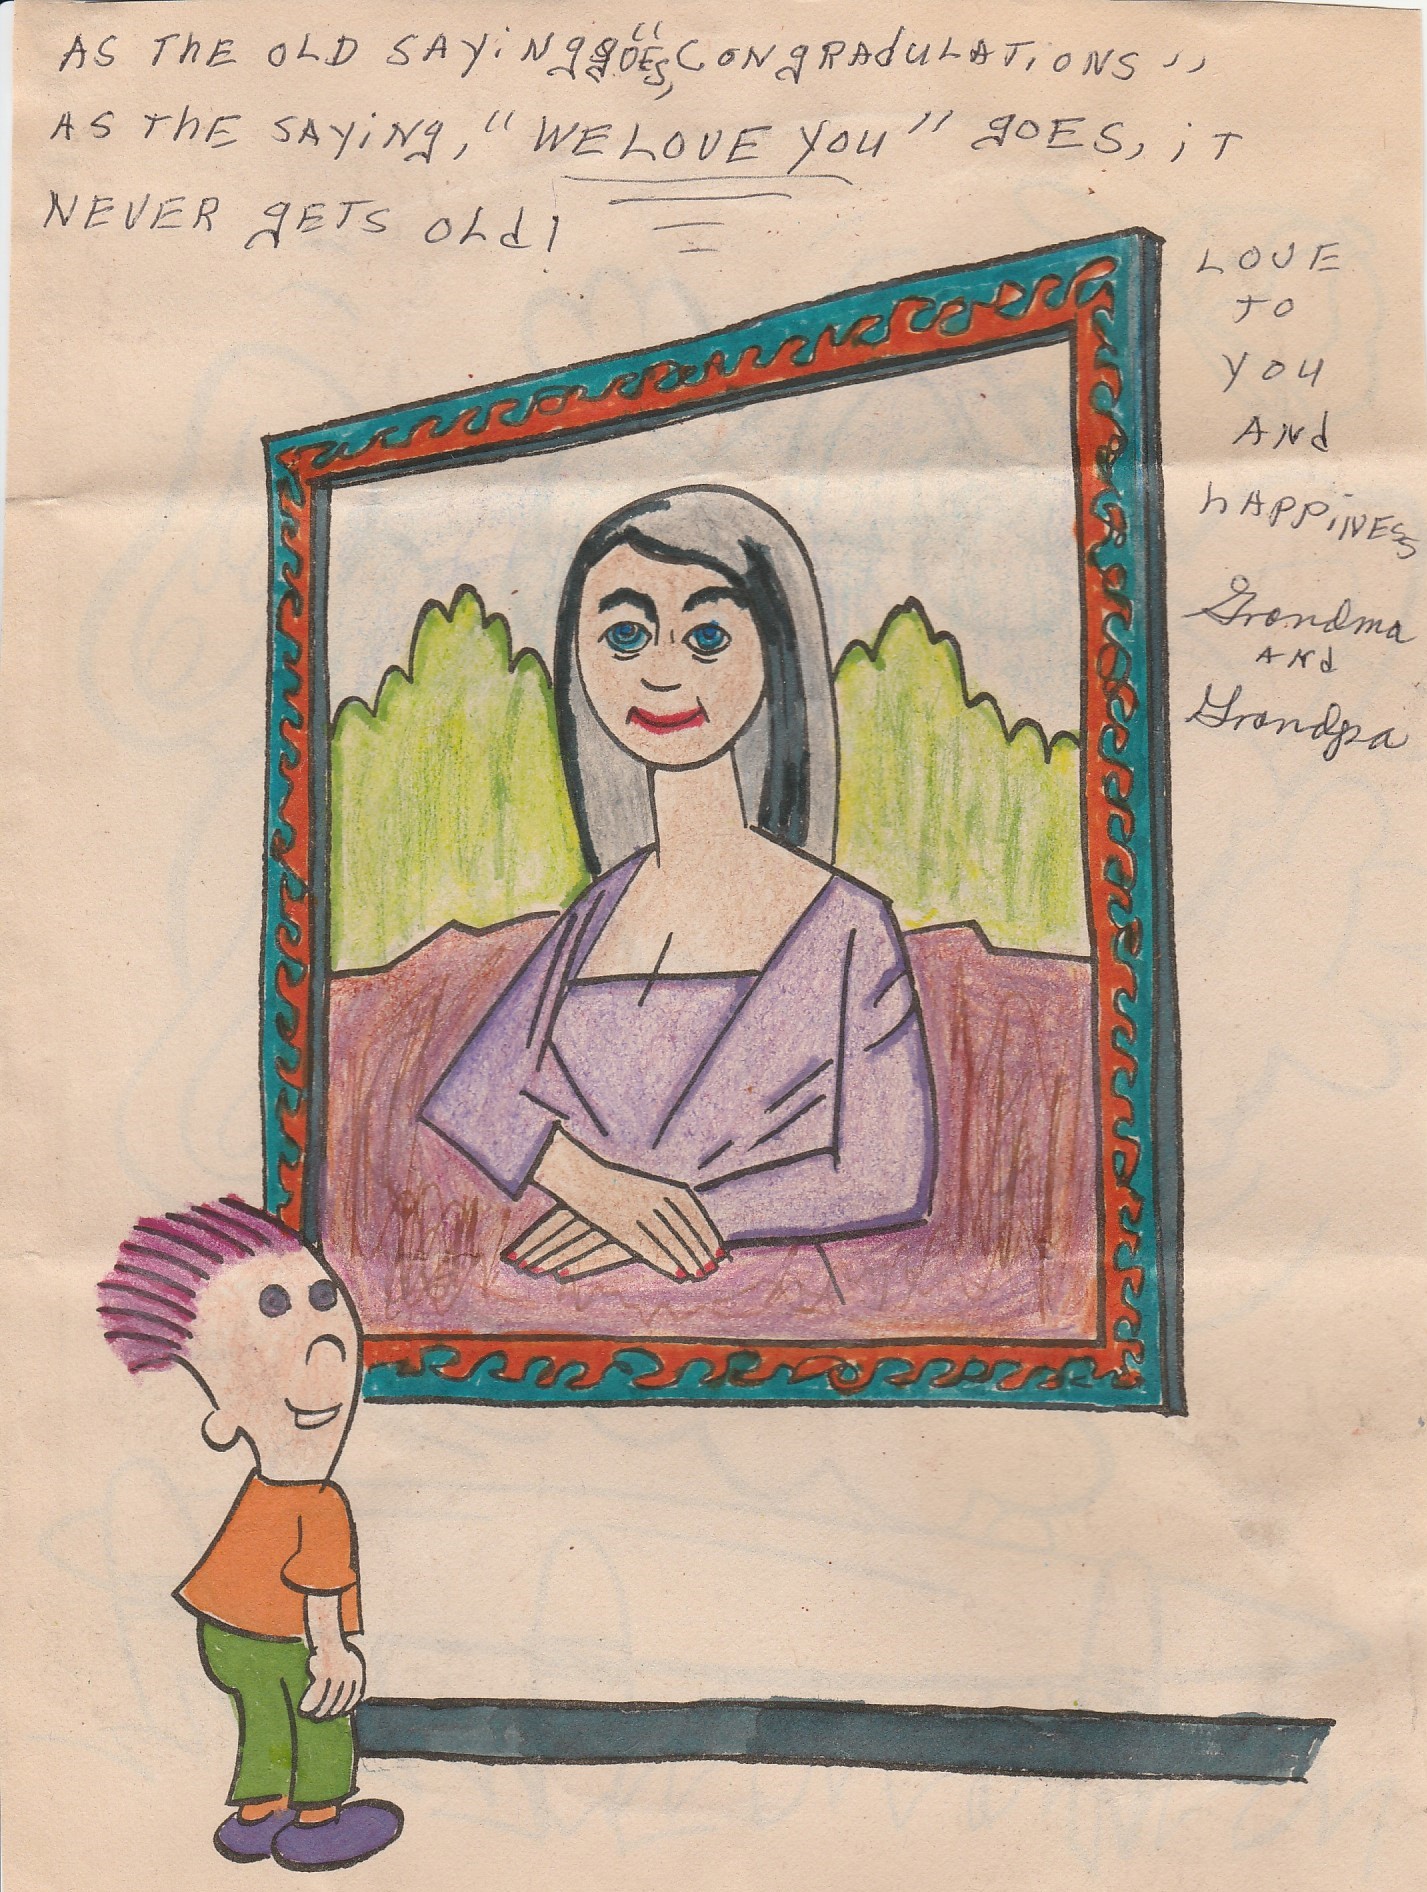 AS ThE OLD SAYiNg gOES, "CONgRAdULATiONS"
AS ThE SAYiNg, "WE LOVE YOU" gOES, iT
NEVER gETS OLd!
LOVE
TO
YOU
ANd
hAPPiNESS
Grandma
ANd
Grandpa